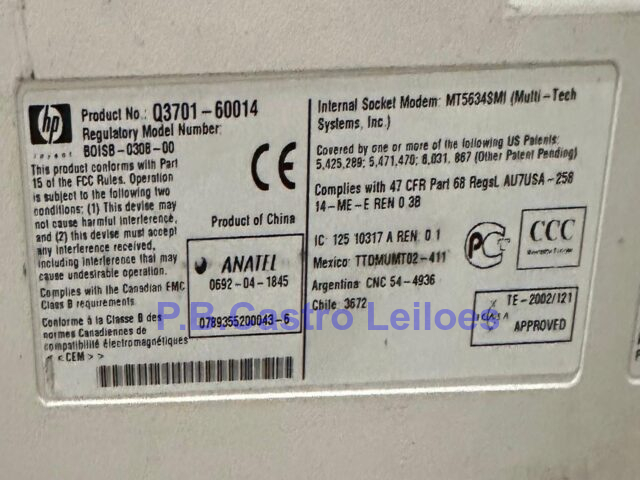 hp
invent
Product No.: Q3701-60014
Regulatory Model Number:
BOISB-0308-00
This product conforms with Part
15 of the FCC Rules. Operation
is subject to the following two
conditions: (1) This device may
not cause harmful interference,
and (2) this device must accept
any interference received,
including interference that may
cause undesirable operation.
Complies with the Canadian EMC
Class B requirements.
Conforme à la Classe B des
normes Canadiennes de
compatibilité électromagnétiques
<<CEM>>
CE
Product of China
ANATEL
0692-04-1845
0789355200043-6
Internal Socket Modem: MT5634SMI (Multi-Tech
Systems, Inc.)
Licensed under one or more of the following US Patents:
5,425,289; 5,471,470; 6,031, 867 (Other Patent Pending)
Complies with 47 CFR Part 68 Regs. AU7USA-258
14-ME-E REN 0 3B
IC: 125 10317 A REN: 0 1
Mexico: TTDMUMT02-411
Argentina: CNC 54-4936
Chile: 3672
CCC
TE-2002/121
APPROVED
P.B Castro Leiloes